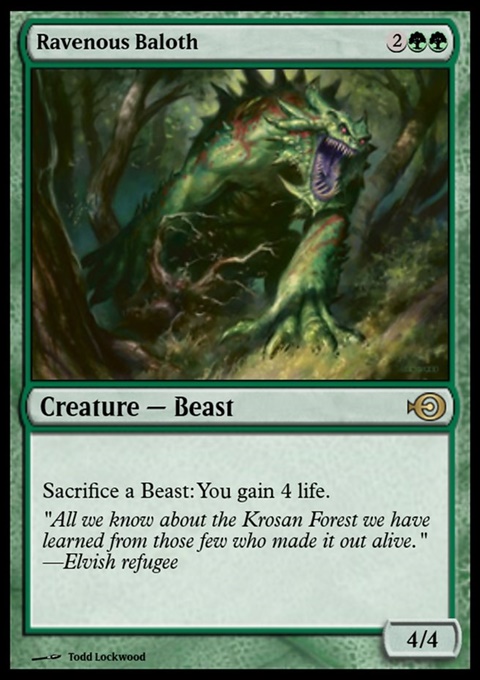 Ravenous Baloth 2
Creature — Beast
Sacrifice a Beast: You gain 4 life.
"All we know about the Krosan Forest we have
learned from those few who made it out alive."
—Elvish refugee
4/4
Todd Lockwood